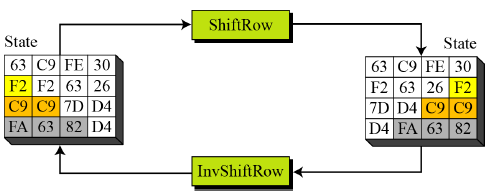 ShiftRow
State
63 C9 FE 30
F2 F2 63 26
C9 C9 7D D4
FA 63 82 D4
State
63 C9 FE 30
F2 63 26 F2
7D D4 C9 C9
D4 FA 63 82
InvShiftRow